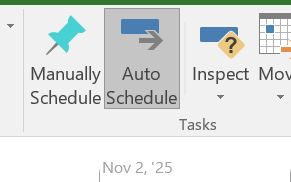 Manually
Schedule
Auto
Schedule
Inspect
Mov
Tasks
Nov 2, '25